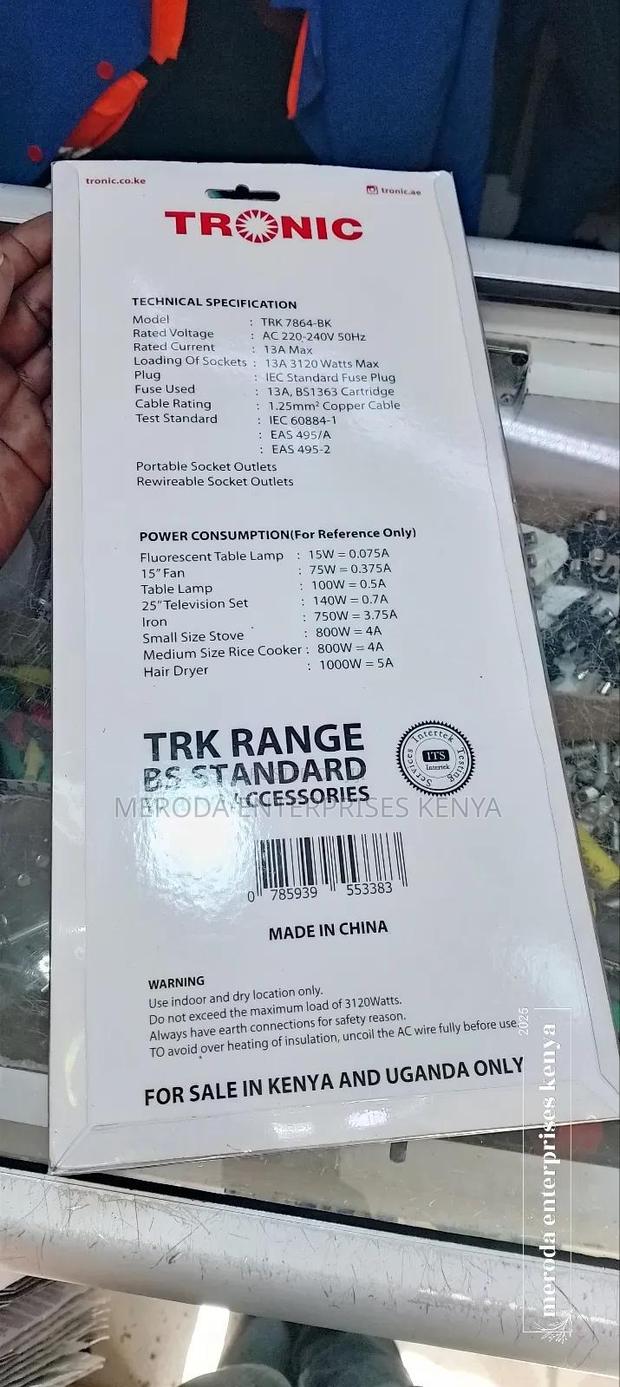 tronic.co.ke
tronic.ae
TRONIC
TECHNICAL SPECIFICATION
Model : TRK 7864-BK
Rated Voltage : AC 220-240V 50Hz
Rated Current : 13A Max
Loading Of Sockets : 13A 3120 Watts Max
Plug : IEC Standard Fuse Plug
Fuse Used : 13A, BS1363 Cartridge
Cable Rating : 1.25mm² Copper Cable
Test Standard : IEC 60884-1
: EAS 495/A
: EAS 495-2
Portable Socket Outlets
Rewireable Socket Outlets
POWER CONSUMPTION(For Reference Only)
Fluorescent Table Lamp : 15W = 0.075A
15" Fan : 75W = 0.375A
Table Lamp : 100W = 0.5A
25" Television Set : 140W = 0.7A
Iron : 750W = 3.75A
Small Size Stove : 800W = 4A
Medium Size Rice Cooker : 800W = 4A
Hair Dryer : 1000W = 5A
TRK RANGE
BS STANDARD
ACCESSORIES
Intertek Testing Services
ITS
Intertek
MERODA ENTERPRISES KENYA
0 785939 553383
MADE IN CHINA
WARNING
Use indoor and dry location only.
Do not exceed the maximum load of 3120Watts.
Always have earth connections for safety reason.
TO avoid over heating of insulation, uncoil the AC wire fully before use.
FOR SALE IN KENYA AND UGANDA ONLY
2025
meroda enterprises kenya